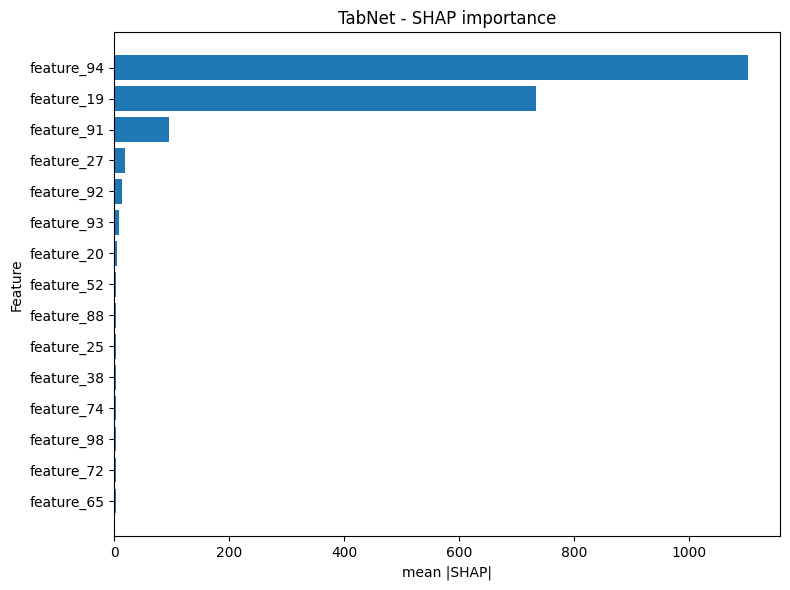 TabNet - SHAP importance
feature_94
feature_19
feature_91
feature_27
feature_92
feature_93
feature_20
feature_52
feature_88
feature_25
feature_38
feature_74
feature_98
feature_72
feature_65
Feature
0 200 400 600 800 1000
mean |SHAP|